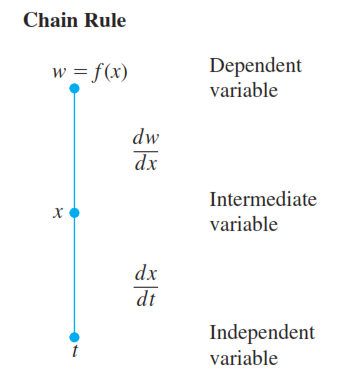 Chain Rule
w = f(x)
Dependent
variable
dw
dx
x
Intermediate
variable
dx
dt
t
Independent
variable